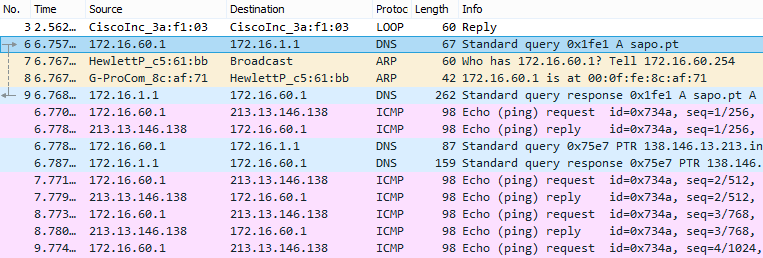 No. Time Source Destination Protoc Length Info
3 2.562… CiscoInc_3a:f1:03 CiscoInc_3a:f1:03 LOOP 60 Reply
6 6.757… 172.16.60.1 172.16.1.1 DNS 67 Standard query 0x1fe1 A sapo.pt
7 6.767… HewlettP_c5:61:bb Broadcast ARP 60 Who has 172.16.60.1? Tell 172.16.60.254
8 6.767… G-ProCom_8c:af:71 HewlettP_c5:61:bb ARP 42 172.16.60.1 is at 00:0f:fe:8c:af:71
9 6.768… 172.16.1.1 172.16.60.1 DNS 262 Standard query response 0x1fe1 A sapo.pt A
6.770… 172.16.60.1 213.13.146.138 ICMP 98 Echo (ping) request id=0x734a, seq=1/256,
6.778… 213.13.146.138 172.16.60.1 ICMP 98 Echo (ping) reply id=0x734a, seq=1/256,
6.778… 172.16.60.1 172.16.1.1 DNS 87 Standard query 0x75e7 PTR 138.146.13.213.in
6.787… 172.16.1.1 172.16.60.1 DNS 159 Standard query response 0x75e7 PTR 138.146.
7.771… 172.16.60.1 213.13.146.138 ICMP 98 Echo (ping) request id=0x734a, seq=2/512,
7.779… 213.13.146.138 172.16.60.1 ICMP 98 Echo (ping) reply id=0x734a, seq=2/512,
8.773… 172.16.60.1 213.13.146.138 ICMP 98 Echo (ping) request id=0x734a, seq=3/768,
8.780… 213.13.146.138 172.16.60.1 ICMP 98 Echo (ping) reply id=0x734a, seq=3/768,
9.774… 172.16.60.1 213.13.146.138 ICMP 98 Echo (ping) request id=0x734a, seq=4/1024,